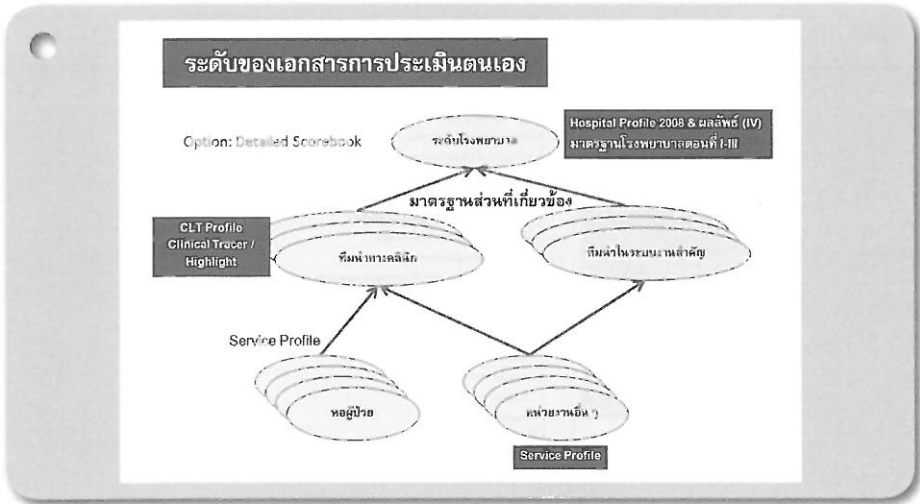 ระดับของเอกสารการประเมินตนเอง
Option: Detailed Scorebook
ระดับโรงพยาบาล
Hospital Profile 2008 & ผลลัพธ์ (IV)
มาตรฐานโรงพยาบาลตอนที่ I-III
มาตรฐานส่วนที่เกี่ยวข้อง
CLT Profile
Clinical Tracer /
Highlight
ทีมนำทางคลินิก
ทีมนำในระบบงานสำคัญ
Service Profile
หอผู้ป่วย
หน่วยงานอื่น ๆ
Service Profile